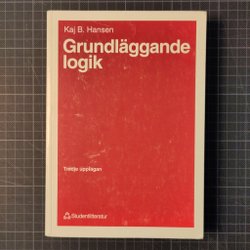 Kaj B. Hansen
Grundläggande
logik
Tredje upplagan
Studentlitteratur